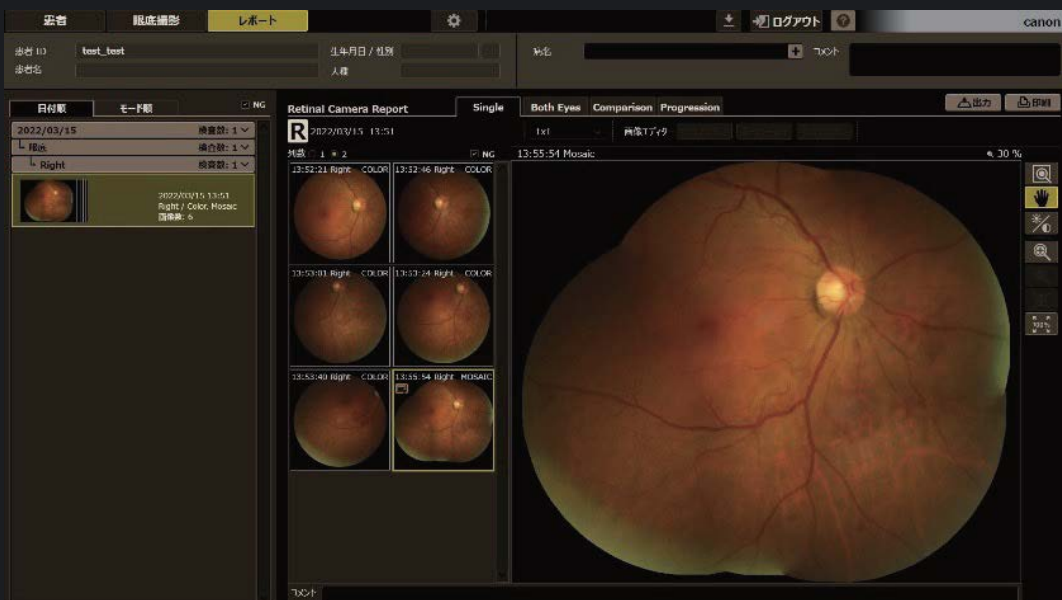 患者 眼底撮影 レポート ログアウト ? canon
患者ID test_test 生年月日 / 性別 病名 + コメント
患者名 人種
日付順 モード順 NG
2022/03/15 検査数: 1
眼底 検査数: 1
Right 検査数: 1
2022/03/15 13:51
Right / Color, Mosaic
画像数: 6
Retinal Camera Report Single Both Eyes Comparison Progression 出力 印刷
R 2022/03/15 13:51 1x1 画像エディター
列数 1 2 NG 13:55:54 Mosaic 30 %
13:52:21 Right COLOR 13:52:46 Right COLOR
13:53:01 Right COLOR 13:53:24 Right COLOR
13:53:40 Right COLOR 13:55:54 Right MOSAIC
100%
コメント